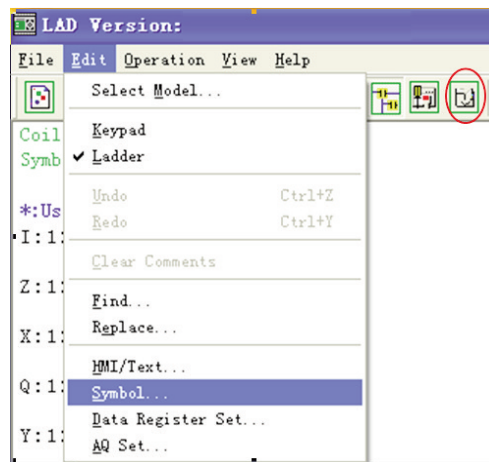 LAD Version:
File Edit Operation View Help
Select Model...
Coil
Keypad
Symb
✔ Ladder
Undo Ctrl+Z
*:Us
Redo Ctrl+Y
I:1
Clear Comments
Z:1
Find...
Replace...
X:1
HMI/Text...
Q:1
Symbol...
Data Register Set...
Y:1
AQ Set...